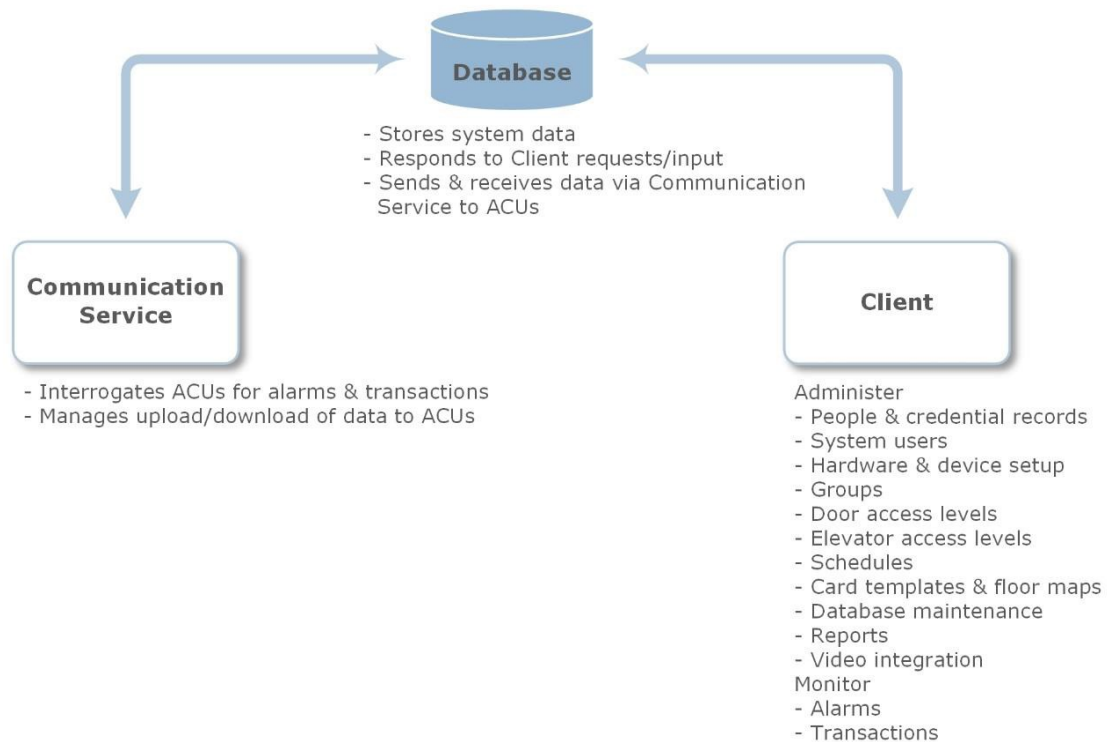 Database
- Stores system data
- Responds to Client requests/input
- Sends & receives data via Communication
Service to ACUs
Communication
Service
- Interrogates ACUs for alarms & transactions
- Manages upload/download of data to ACUs
Client
Administer
- People & credential records
- System users
- Hardware & device setup
- Groups
- Door access levels
- Elevator access levels
- Schedules
- Card templates & floor maps
- Database maintenance
- Reports
- Video integration
Monitor
- Alarms
- Transactions